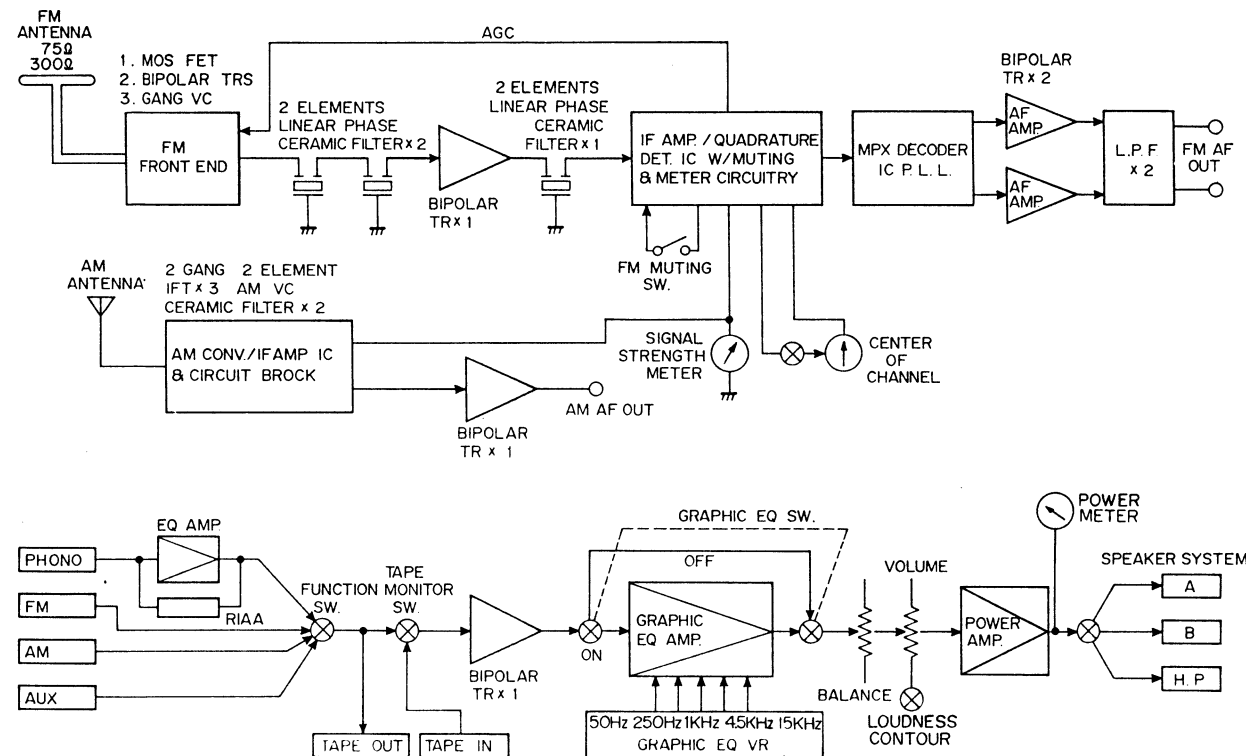 FM
ANTENNA
75Ω
300Ω
1. MOS FET
2. BIPOLAR TRS
3. GANG VC
FM
FRONT END
AGC
2 ELEMENTS
LINEAR PHASE
CERAMIC FILTER×2
BIPOLAR
TR×1
2 ELEMENTS
LINEAR PHASE
CERAMIC
FILTER×1
IF AMP./QUADRATURE
DET. IC W/MUTING
& METER CIRCUITRY
MPX DECODER
IC P.L.L.
BIPOLAR
TR×2
AF
AMP.
AF
AMP.
L.P.F
×2
FM AF
OUT
FM MUTING
SW.
AM
ANTENNA
2 GANG 2 ELEMENT
IFT×3 AM VC
CERAMIC FILTER×2
AM CONV./IFAMP IC
& CIRCUIT BROCK
BIPOLAR
TR×1
AM AF OUT
SIGNAL
STRENGTH
METER
CENTER
OF
CHANNEL
PHONO
FM
AM
AUX
EQ AMP.
RIAA
FUNCTION
SW.
TAPE
MONITOR
SW.
TAPE OUT
TAPE IN
BIPOLAR
TR×1
GRAPHIC EQ SW.
OFF
ON
GRAPHIC
EQ AMP.
50Hz 250Hz 1KHz 4.5KHz 15KHz
GRAPHIC EQ VR
BALANCE
VOLUME
LOUDNESS
CONTOUR
POWER
AMP.
POWER
METER
SPEAKER SYSTEM
A
B
H.P